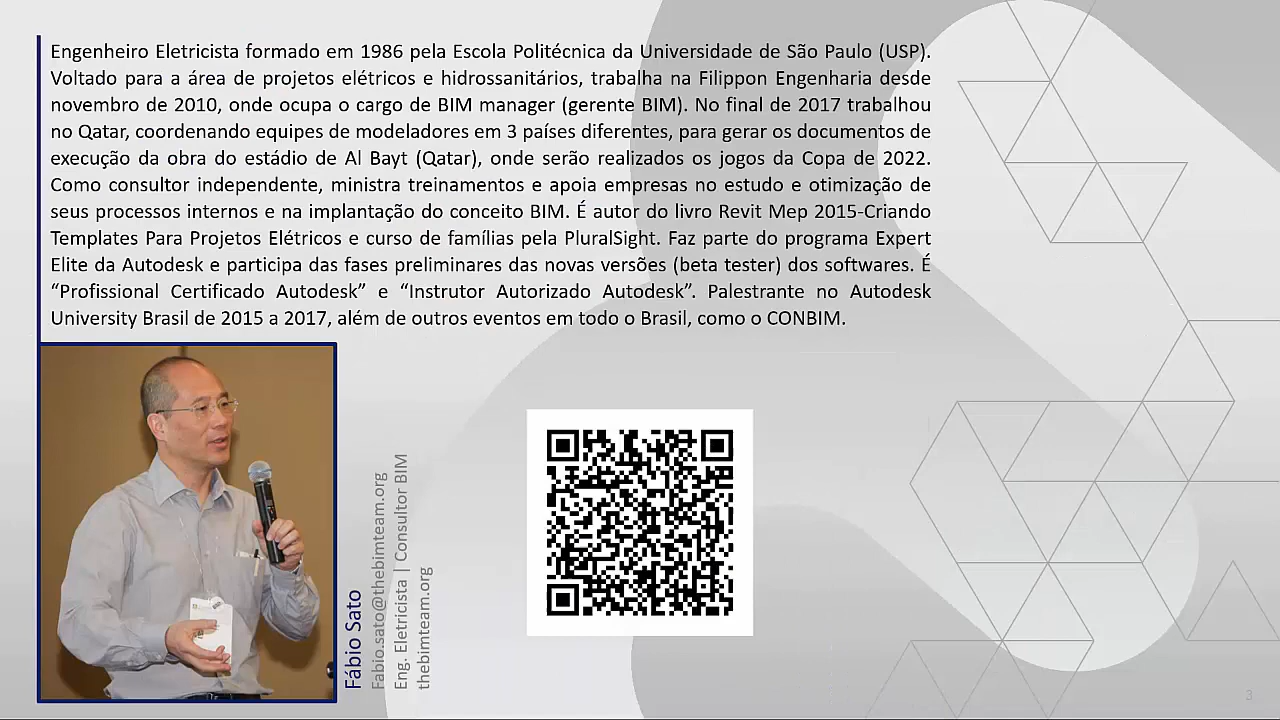 Engenheiro Eletricista formado em 1986 pela Escola Politécnica da Universidade de São Paulo (USP).
Voltado para a área de projetos elétricos e hidrossanitários, trabalha na Filippon Engenharia desde
novembro de 2010, onde ocupa o cargo de BIM manager (gerente BIM). No final de 2017 trabalhou
no Qatar, coordenando equipes de modeladores em 3 países diferentes, para gerar os documentos de
execução da obra do estádio de Al Bayt (Qatar), onde serão realizados os jogos da Copa de 2022.
Como consultor independente, ministra treinamentos e apoia empresas no estudo e otimização de
seus processos internos e na implantação do conceito BIM. É autor do livro Revit Mep 2015-Criando
Templates Para Projetos Elétricos e curso de famílias pela PluralSight. Faz parte do programa Expert
Elite da Autodesk e participa das fases preliminares das novas versões (beta tester) dos softwares. É
“Profissional Certificado Autodesk” e “Instrutor Autorizado Autodesk”. Palestrante no Autodesk
University Brasil de 2015 a 2017, além de outros eventos em todo o Brasil, como o CONBIM.
Fábio Sato
Fabio.sato@thebimteam.org
Eng. Eletricista | Consultor BIM
thebimteam.org
3